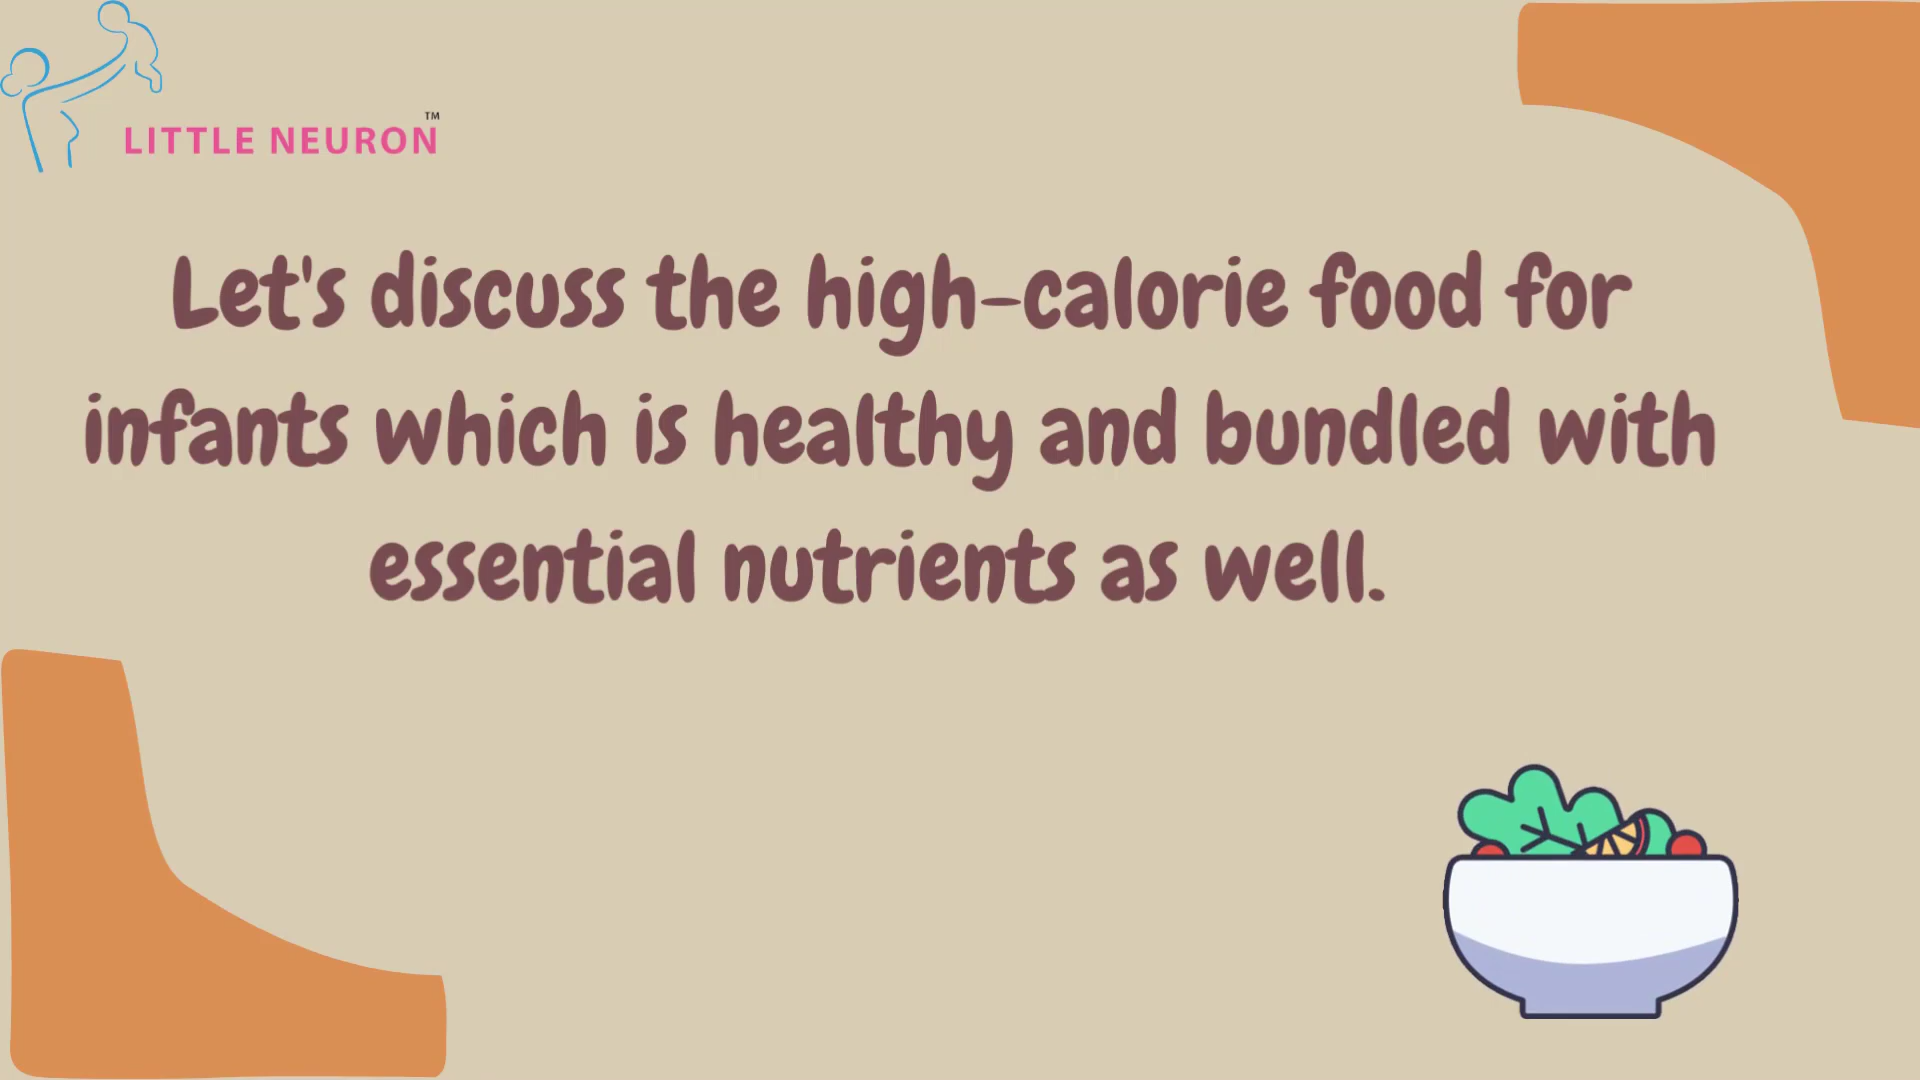 LITTLE NEURON™
Let's discuss the high-calorie food for
infants which is healthy and bundled with
essential nutrients as well.